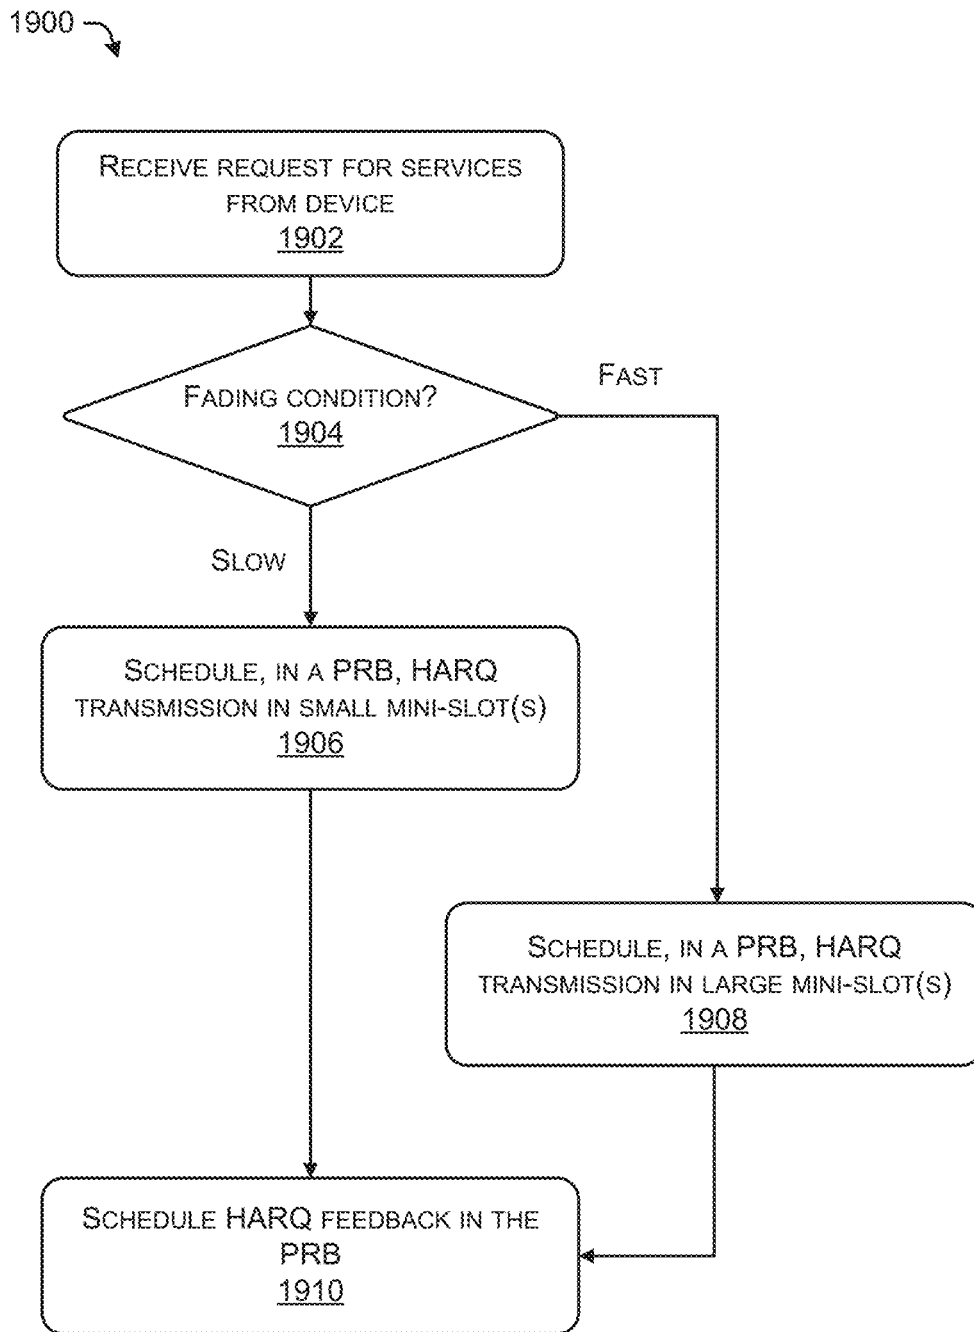 1900
RECEIVE REQUEST FOR SERVICES
FROM DEVICE
1902
FADING CONDITION?
1904
FAST
SLOW
SCHEDULE, IN A PRB, HARQ
TRANSMISSION IN SMALL MINI-SLOT(S)
1906
SCHEDULE, IN A PRB, HARQ
TRANSMISSION IN LARGE MINI-SLOT(S)
1908
SCHEDULE HARQ FEEDBACK IN THE
PRB
1910